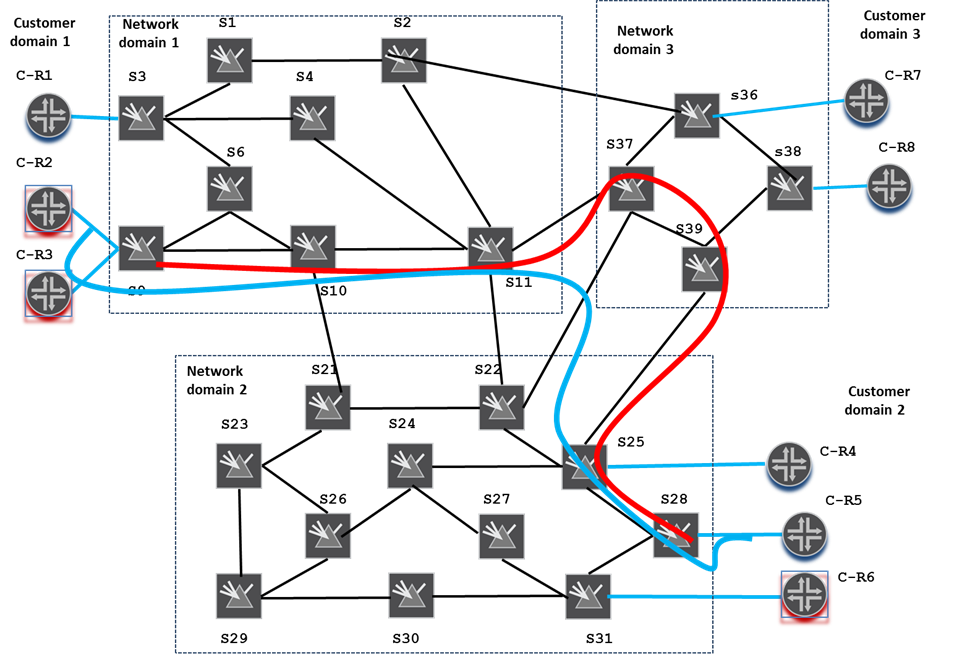 Customer
domain 1
Network
domain 1
S1
S2
Network
domain 3
Customer
domain 3
C-R1
S3
S4
s36
C-R7
C-R2
S6
S37
s38
C-R8
C-R3
S39
S9
S10
S11
Network
domain 2
S21
S22
Customer
domain 2
S23
S24
S25
C-R4
S26
S27
S28
C-R5
C-R6
S29
S30
S31